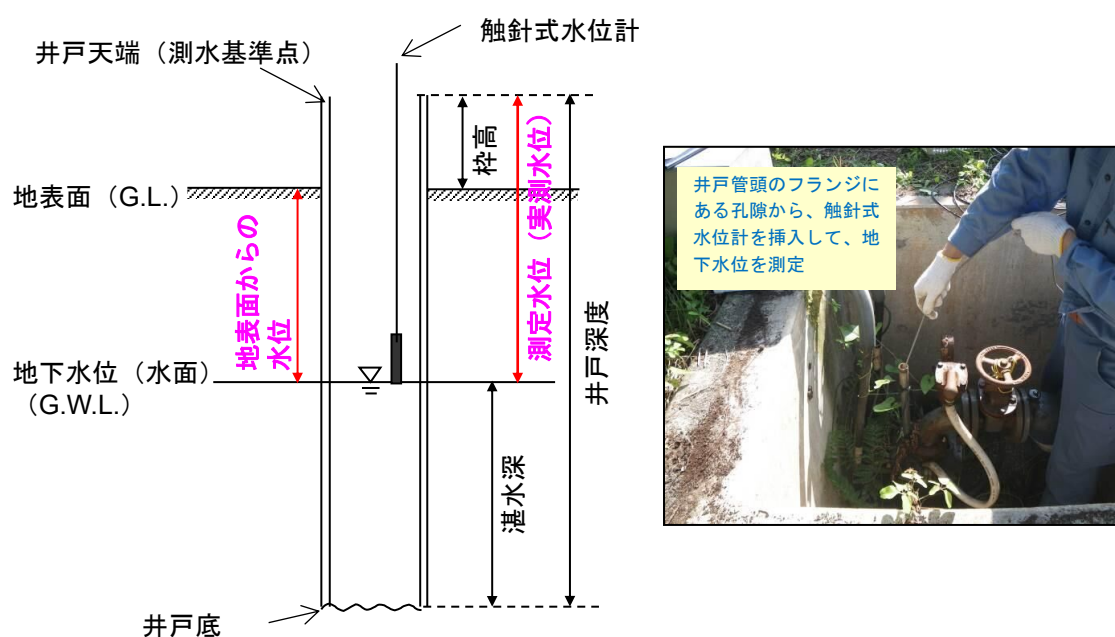 触針式水位計
井戸天端（測水基準点）
枠高
測定水位（実測水位）
地表面（G.L.）
地表面からの
水位
井戸深度
地下水位（水面）
（G.W.L.）
湛水深
井戸底
井戸管頭のフランジに
ある孔隙から、触針式
水位計を挿入して、地
下水位を測定